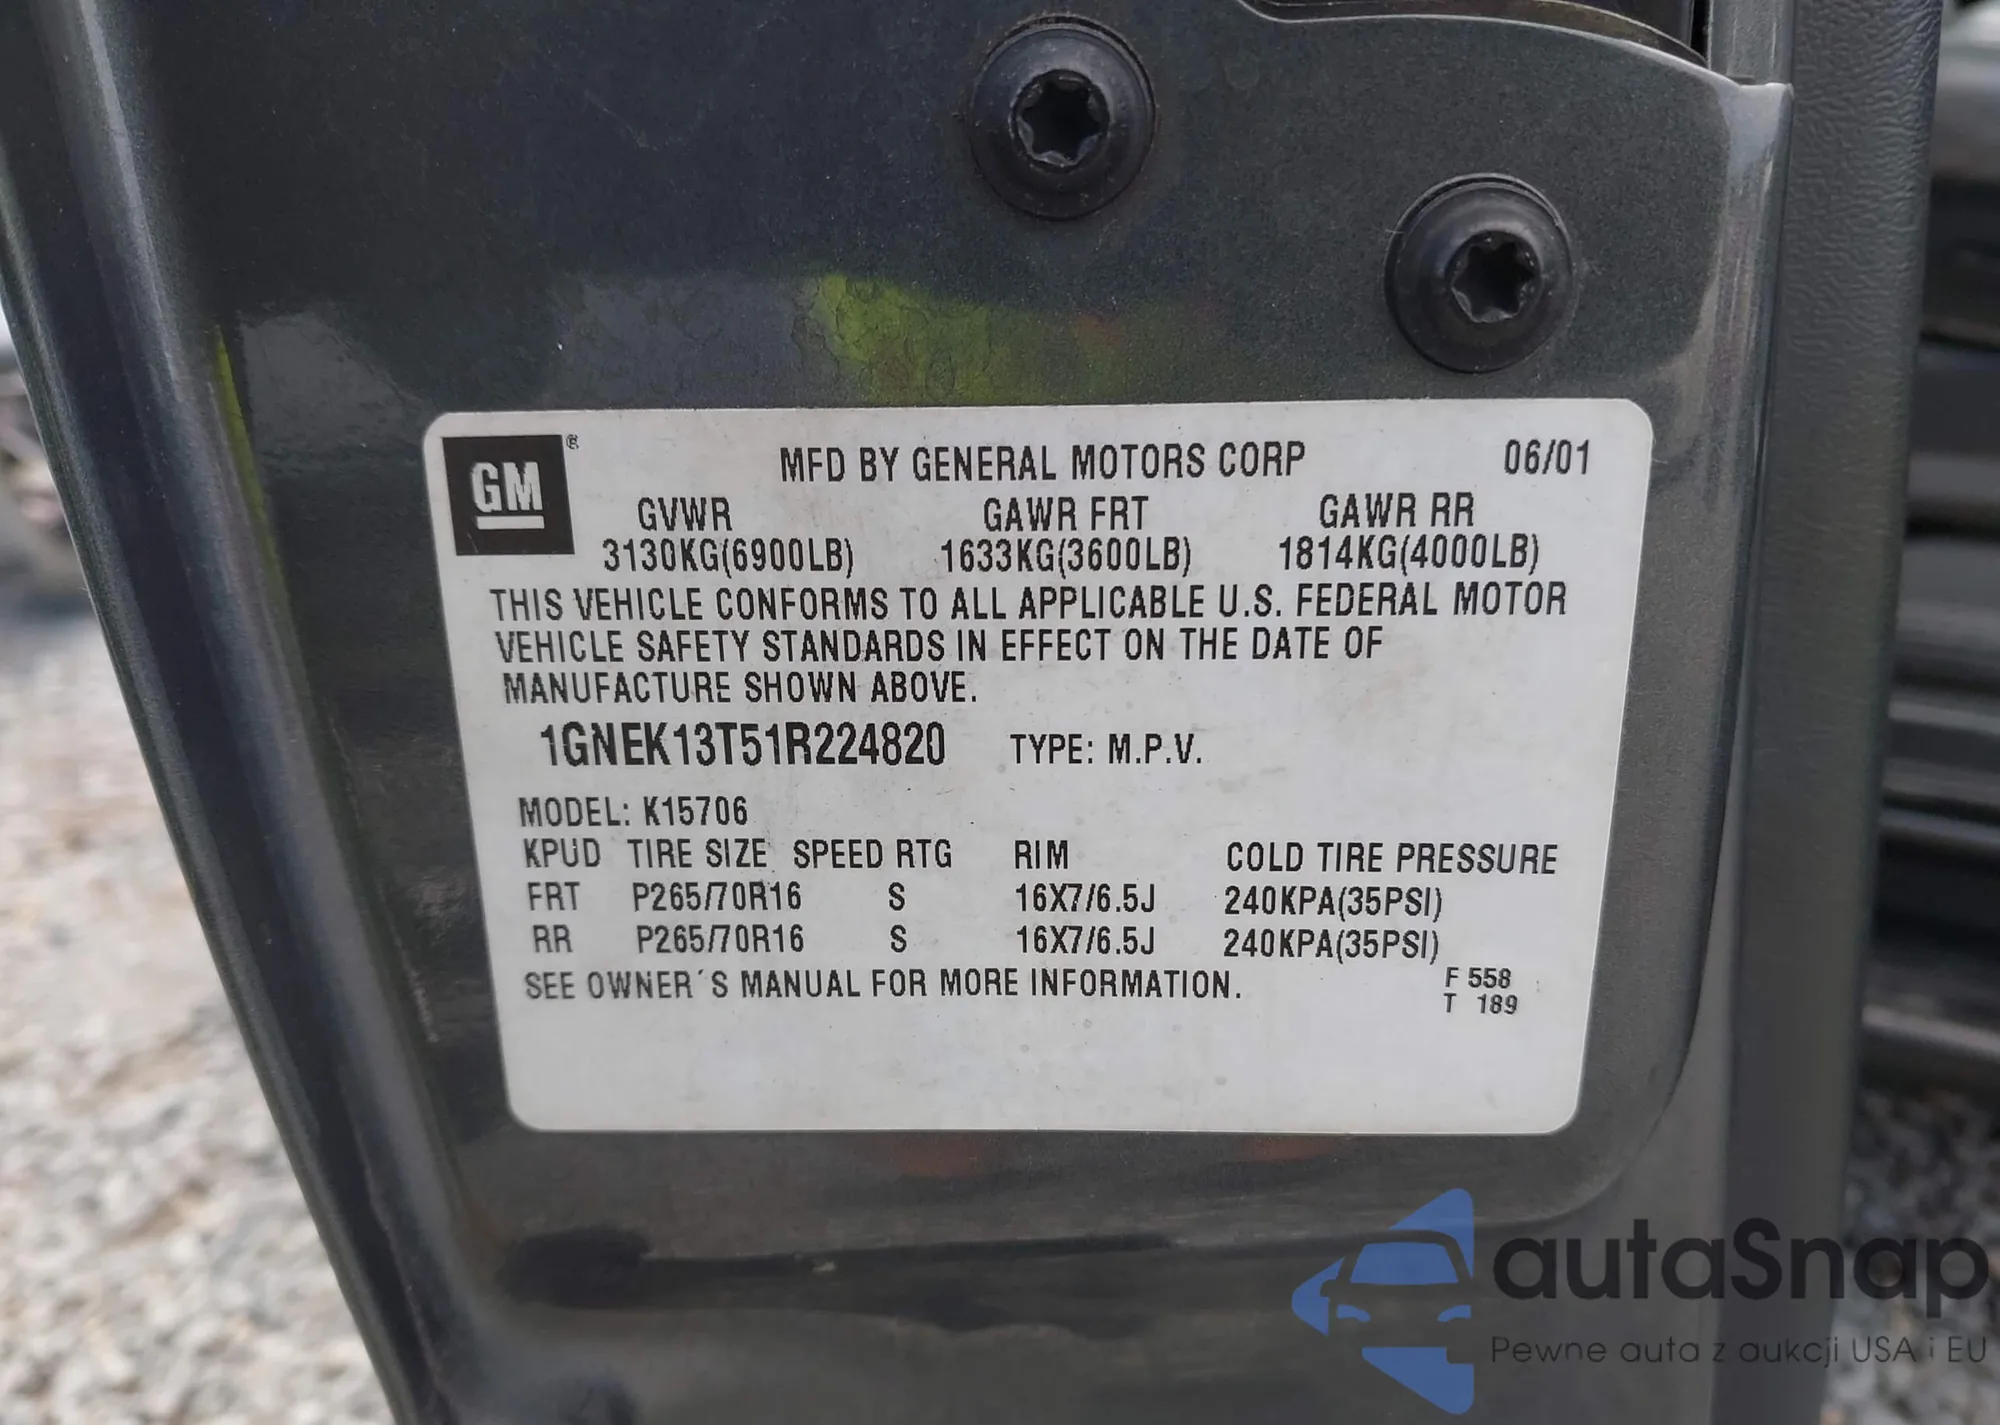 GM ®
MFD BY GENERAL MOTORS CORP 06/01
GVWR GAWR FRT GAWR RR
3130KG(6900LB) 1633KG(3600LB) 1814KG(4000LB)
THIS VEHICLE CONFORMS TO ALL APPLICABLE U.S. FEDERAL MOTOR
VEHICLE SAFETY STANDARDS IN EFFECT ON THE DATE OF
MANUFACTURE SHOWN ABOVE.
1GNEK13T51R224820 TYPE: M.P.V.
MODEL: K15706
KPUD TIRE SIZE SPEED RTG RIM COLD TIRE PRESSURE
FRT P265/70R16 S 16X7/6.5J 240KPA(35PSI)
RR P265/70R16 S 16X7/6.5J 240KPA(35PSI)
SEE OWNER´S MANUAL FOR MORE INFORMATION.
F 558
T 189
autaSnap
Pewne auta z aukcji USA i EU